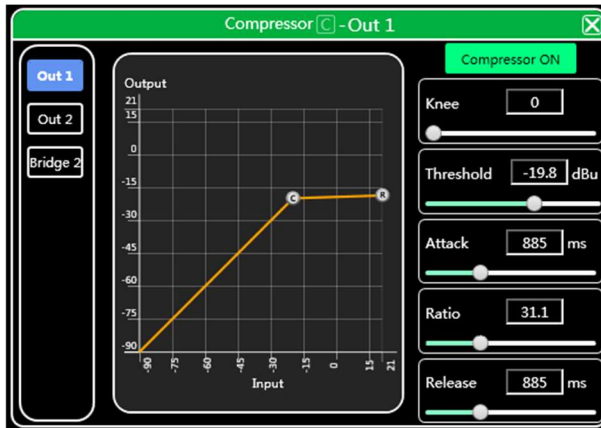 Compressor C -Out 1
Out 1
Out 2
Bridge 2
Output
21
15
0
-15
-30
-45
-60
-75
-90
C
R
-90
-75
-60
-45
-30
-15
0
15
21
Input
Compressor ON
Knee 0
Threshold -19.8 dBu
Attack 885 ms
Ratio 31.1
Release 885 ms